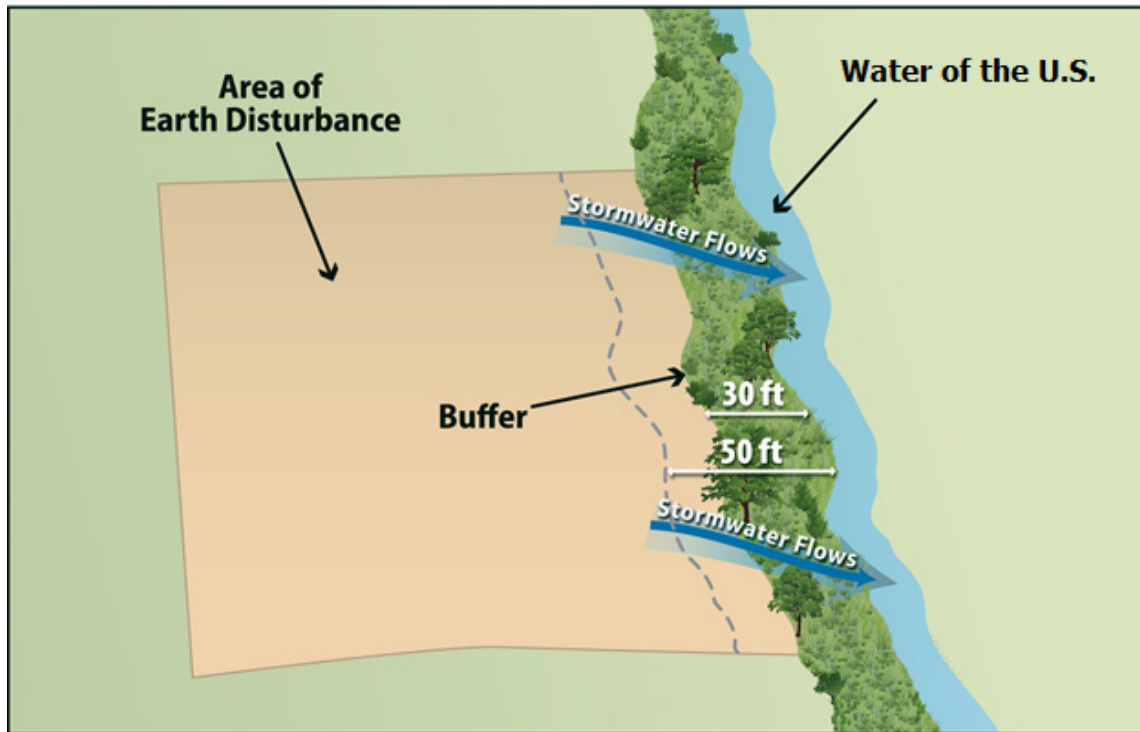 Area of
Earth Disturbance
Water of the U.S.
Stormwater Flows
Buffer
30 ft
50 ft
Stormwater Flows